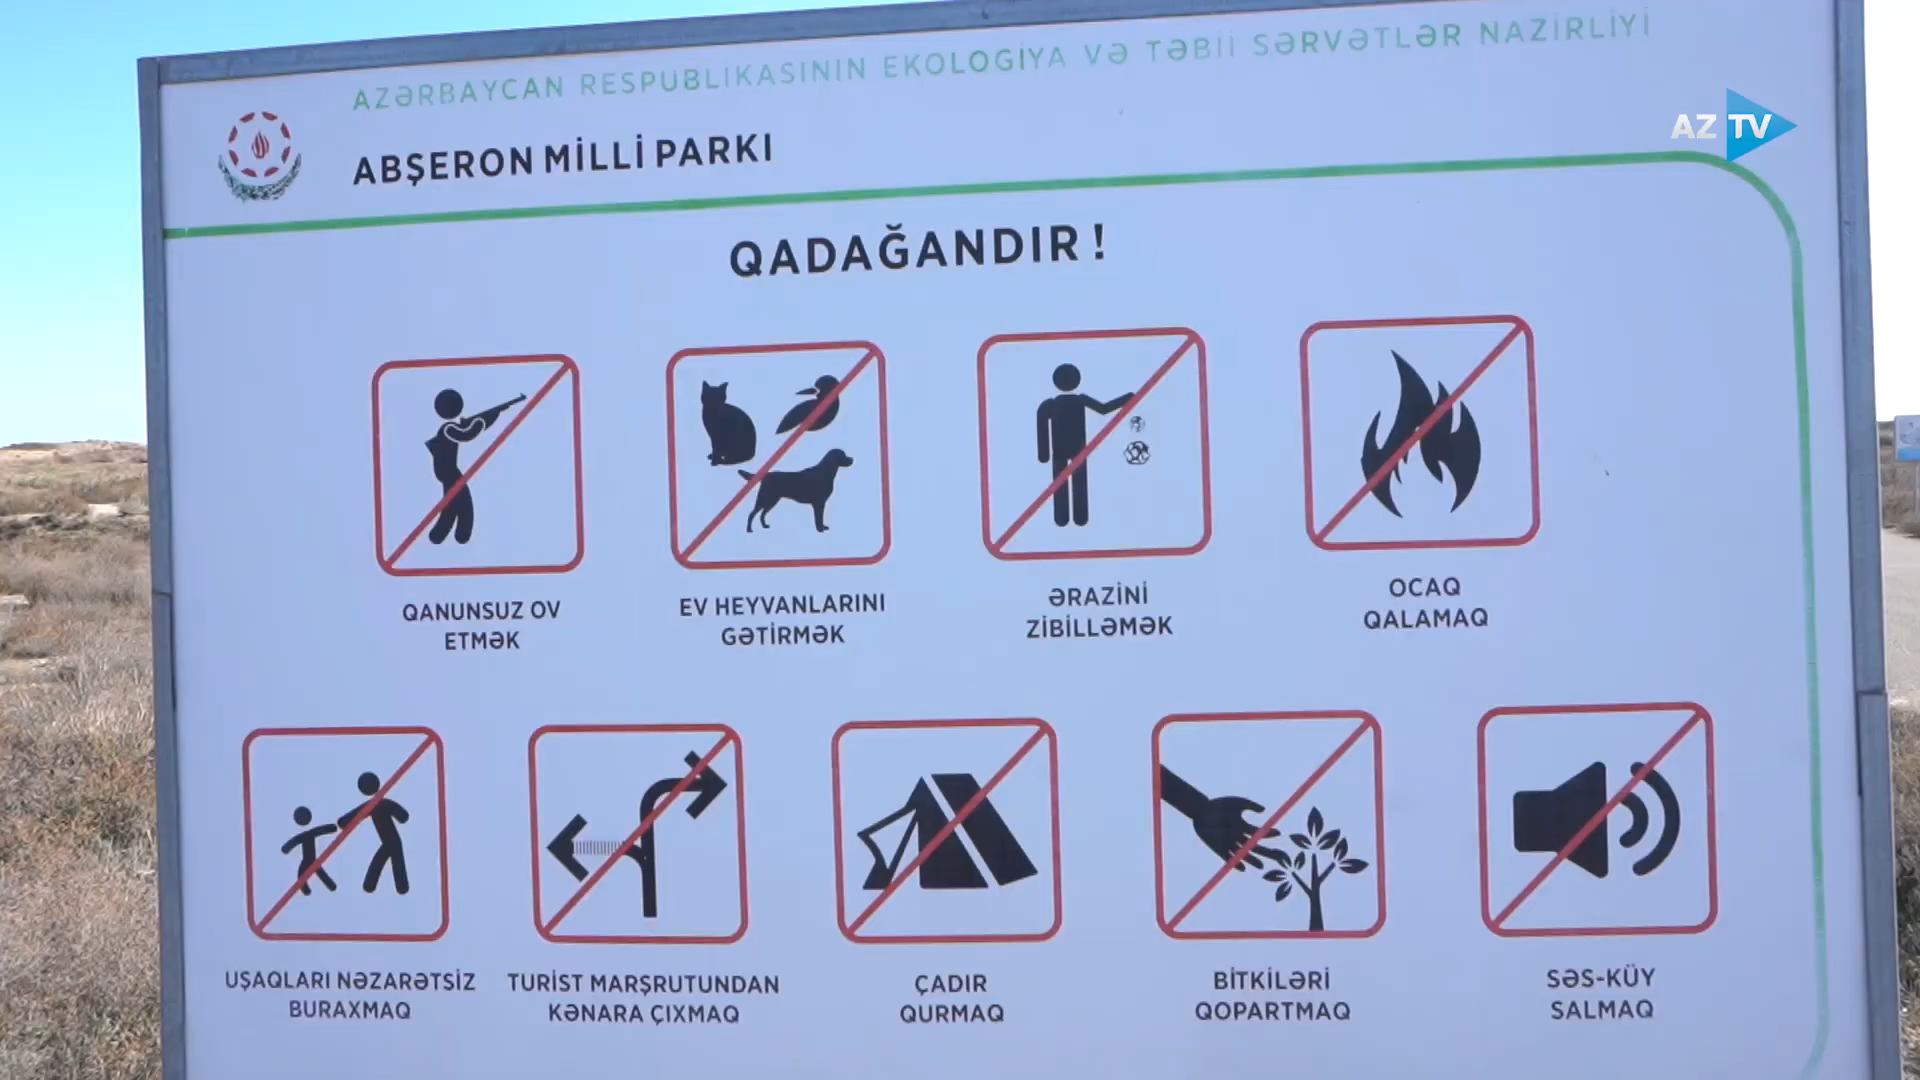 AZƏRBAYCAN RESPUBLİKASININ EKOLOGİYA VƏ TƏBİİ SƏRVƏTLƏR NAZİRLİYİ
AZ TV
ABŞERON MİLLİ PARKI
QADAĞANDIR !
QANUNSUZ OV
ETMƏK
EV HEYVANLARINI
GƏTİRMƏK
ƏRAZİNİ
ZİBİLLƏMƏK
OCAQ
QALAMAQ
UŞAQLARI NƏZARƏTSİZ
BURAXMAQ
TURİST MARŞRUTUNDAN
KƏNARA ÇIXMAQ
ÇADIR
QURMAQ
BİTKİLƏRİ
QOPARTMAQ
SƏS-KÜY
SALMAQ